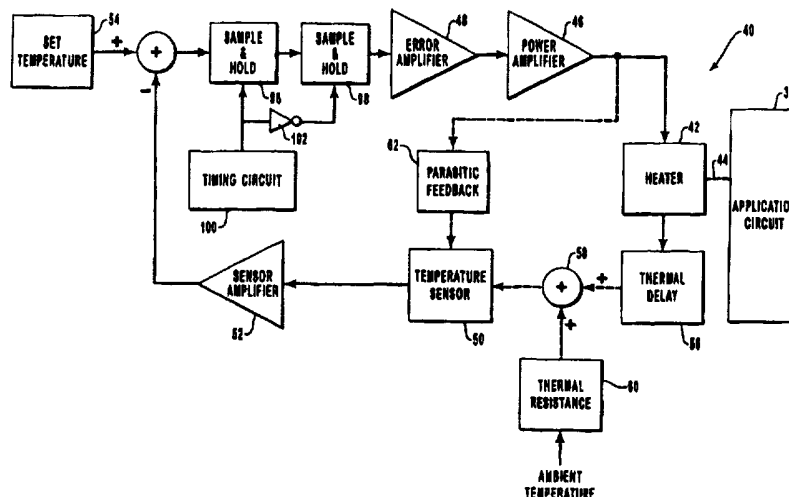 54
SET
TEMPERATURE
+
+
-
SAMPLE
&
HOLD
96
SAMPLE
&
HOLD
98
ERROR
AMPLIFIER
48
POWER
AMPLIFIER
46
40
102
TIMING CIRCUIT
100
62
PARASITIC
FEEDBACK
42
HEATER
44
APPLICATION
CIRCUIT
SENSOR
AMPLIFIER
52
TEMPERATURE
SENSOR
50
58
+
+
+
THERMAL
DELAY
56
THERMAL
RESISTANCE
60
AMBIENT
TEMPERATURE